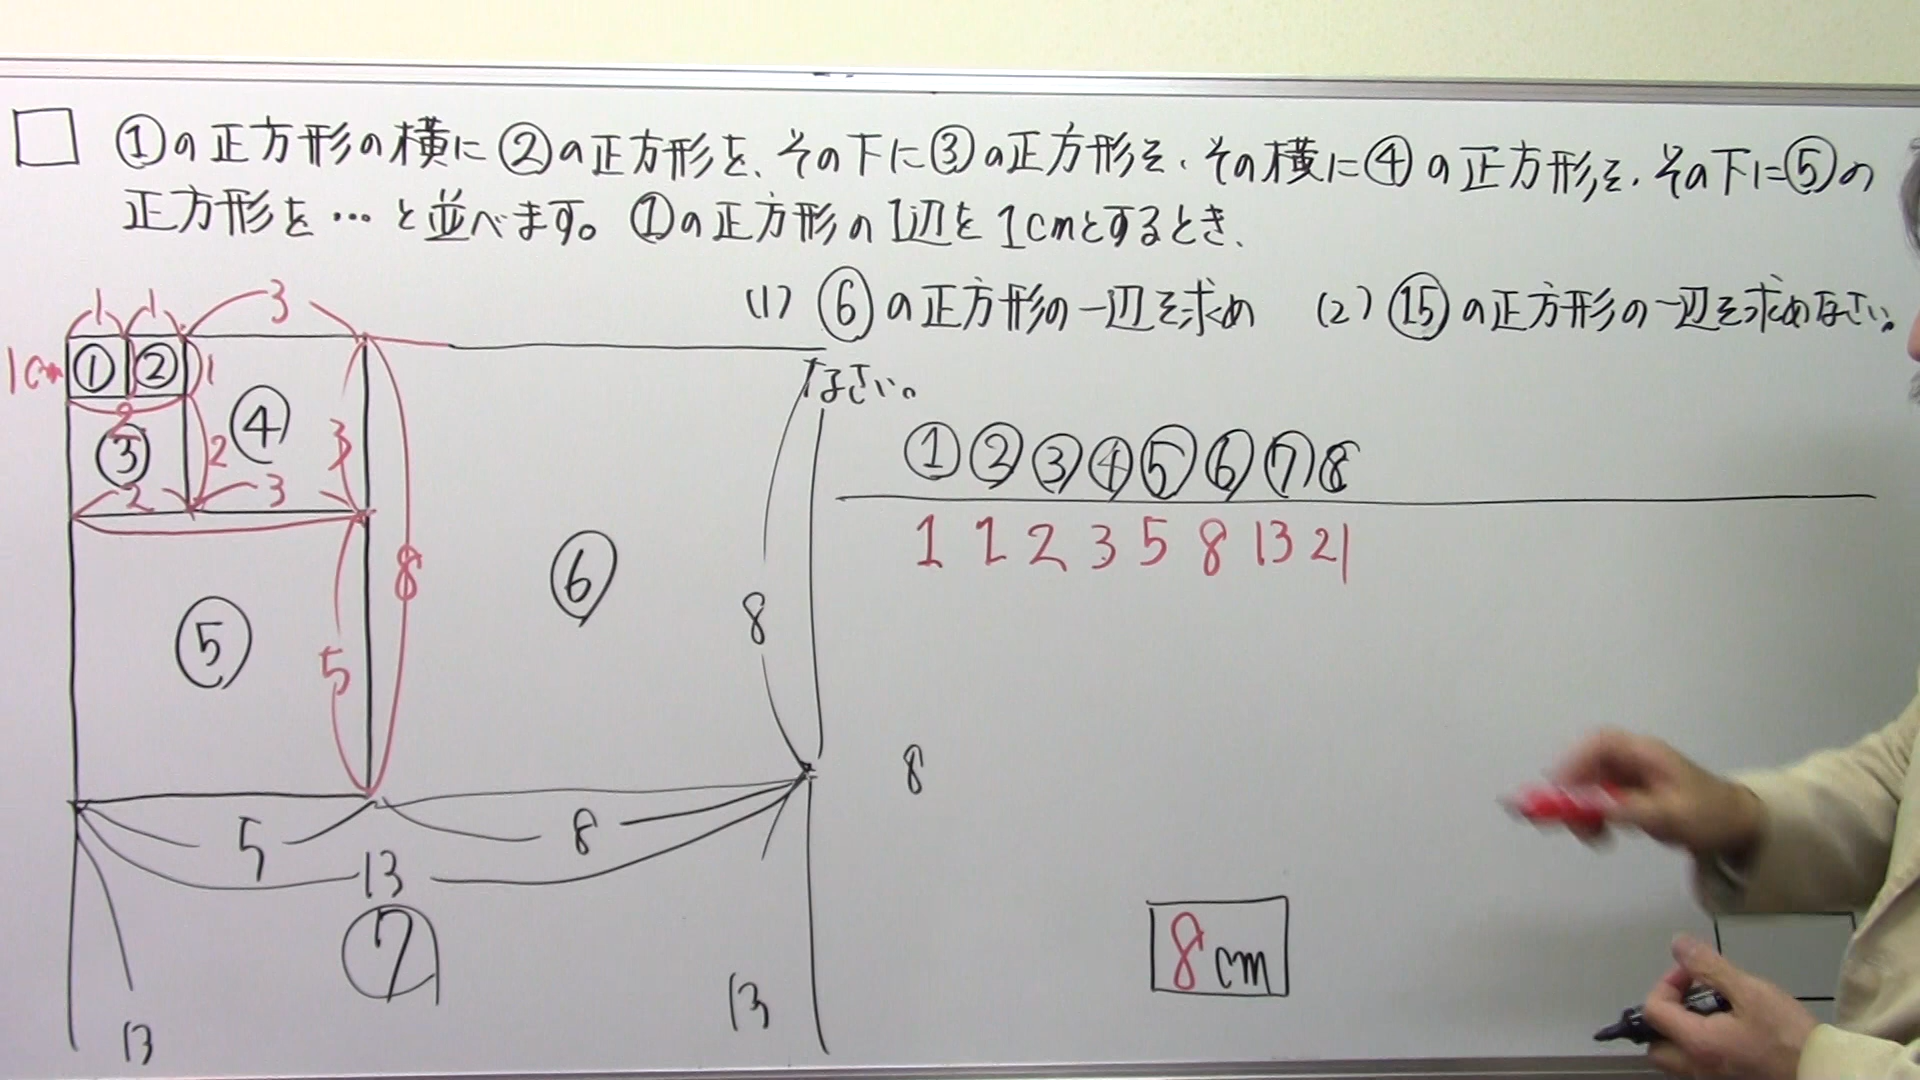 ①の正方形の横に②の正方形を、その下に③の正方形を、その横に④の正方形を、その下に⑤の
正方形を…と並べます。①の正方形の1辺を1cmとするとき、
(1) ⑥の正方形の一辺を求め
なさい。
(2) ⑮の正方形の一辺を求めなさい。
1 1 3
1cm ① ② 1
2
③ 2 ④ 3
2 3
⑤ 5 8 ⑥ 8
5 8
13
⑦
13 13
① ② ③ ④ ⑤ ⑥ ⑦ 8
1 1 2 3 5 8 13 21
8
8cm